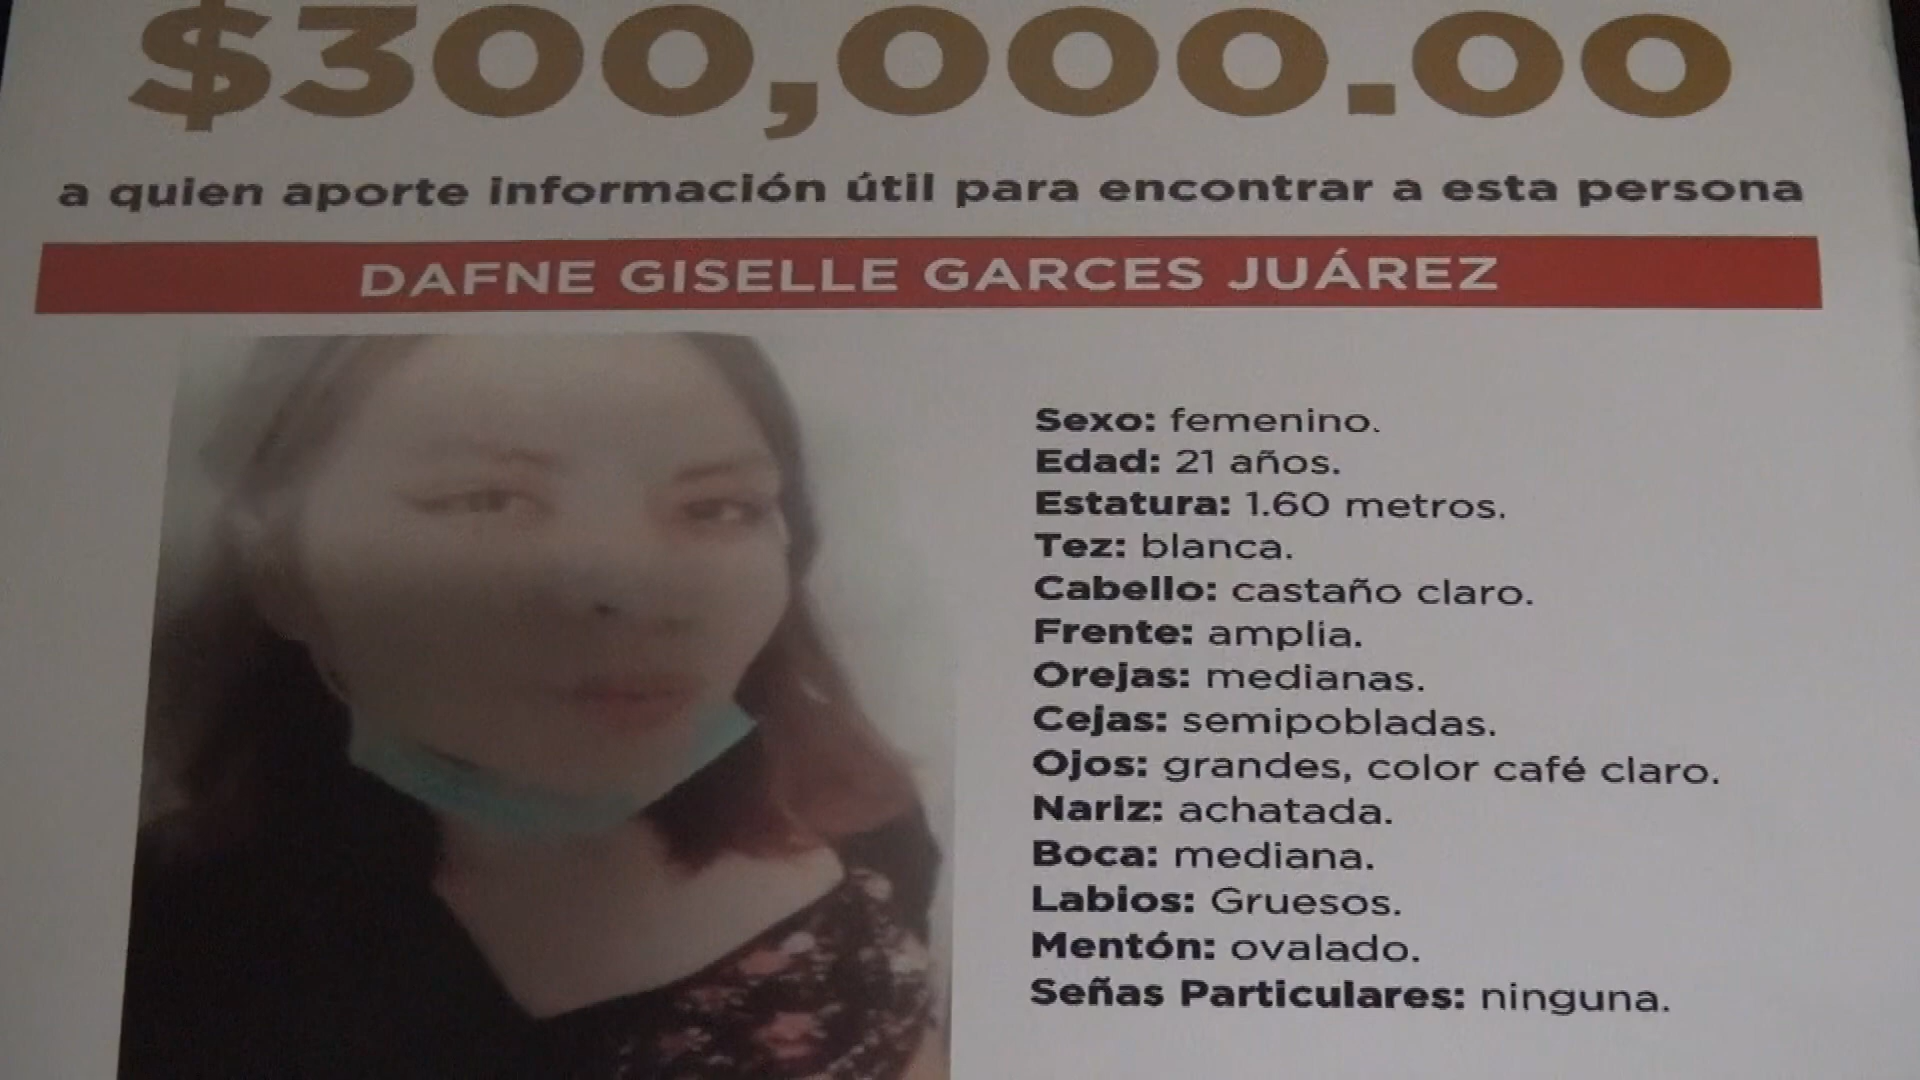 $300,000.00
a quien aporte información útil para encontrar a esta persona
DAFNE GISELLE GARCES JUÁREZ
Sexo: femenino.
Edad: 21 años.
Estatura: 1.60 metros.
Tez: blanca.
Cabello: castaño claro.
Frente: amplia.
Orejas: medianas.
Cejas: semipobladas.
Ojos: grandes, color café claro.
Nariz: achatada.
Boca: mediana.
Labios: Gruesos.
Mentón: ovalado.
Señas Particulares: ninguna.